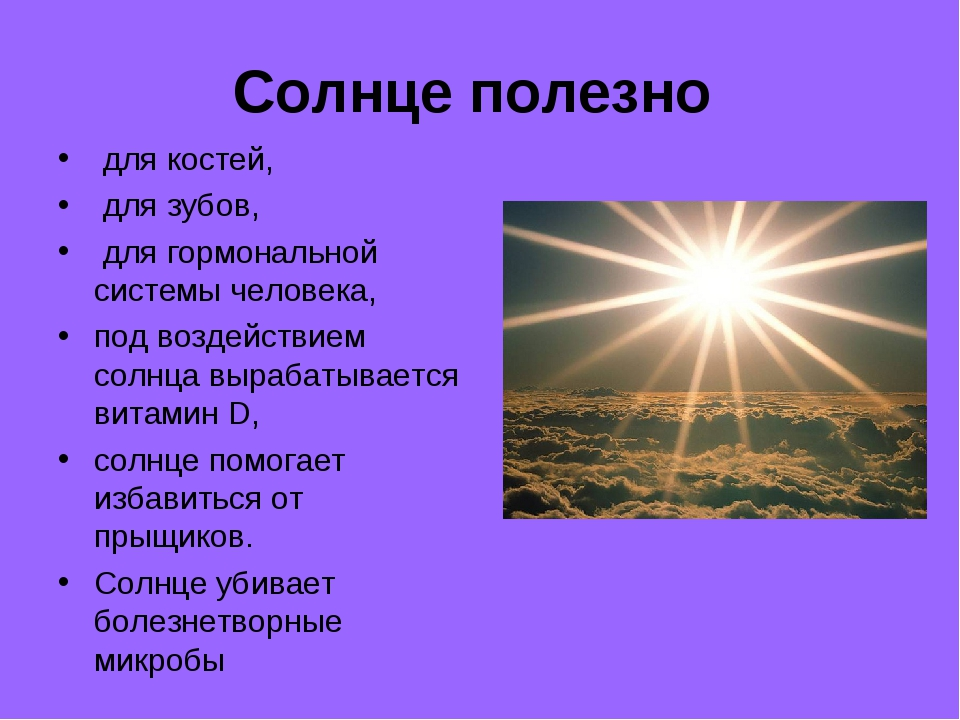 Солнце полезно
• для костей,
• для зубов,
• для гормональной
системы человека,
• под воздействием
солнца вырабатывается
витамин D,
• солнце помогает
избавиться от
прыщиков.
• Солнце убивает
болезнетворные
микробы